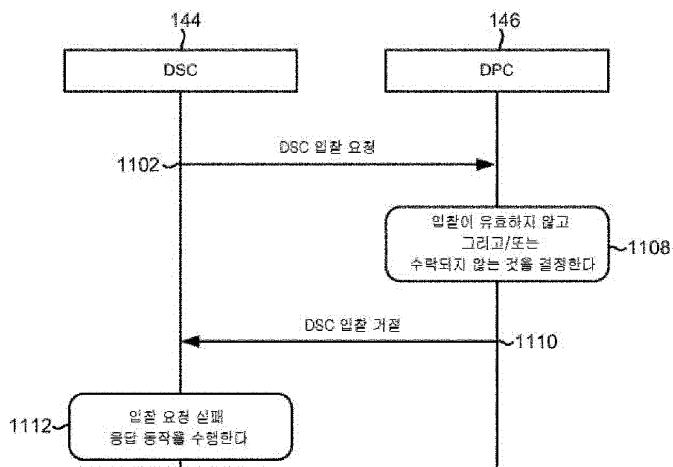 144
146
DSC
DPC
DSC 입찰 요청
1102
입찰이 유효하지 않고
그리고/또는
수락되지 않는 것을 결정한다
1108
DSC 입찰 거절
1110
1112
입찰 요청 실패
응답 동작을 수행한다